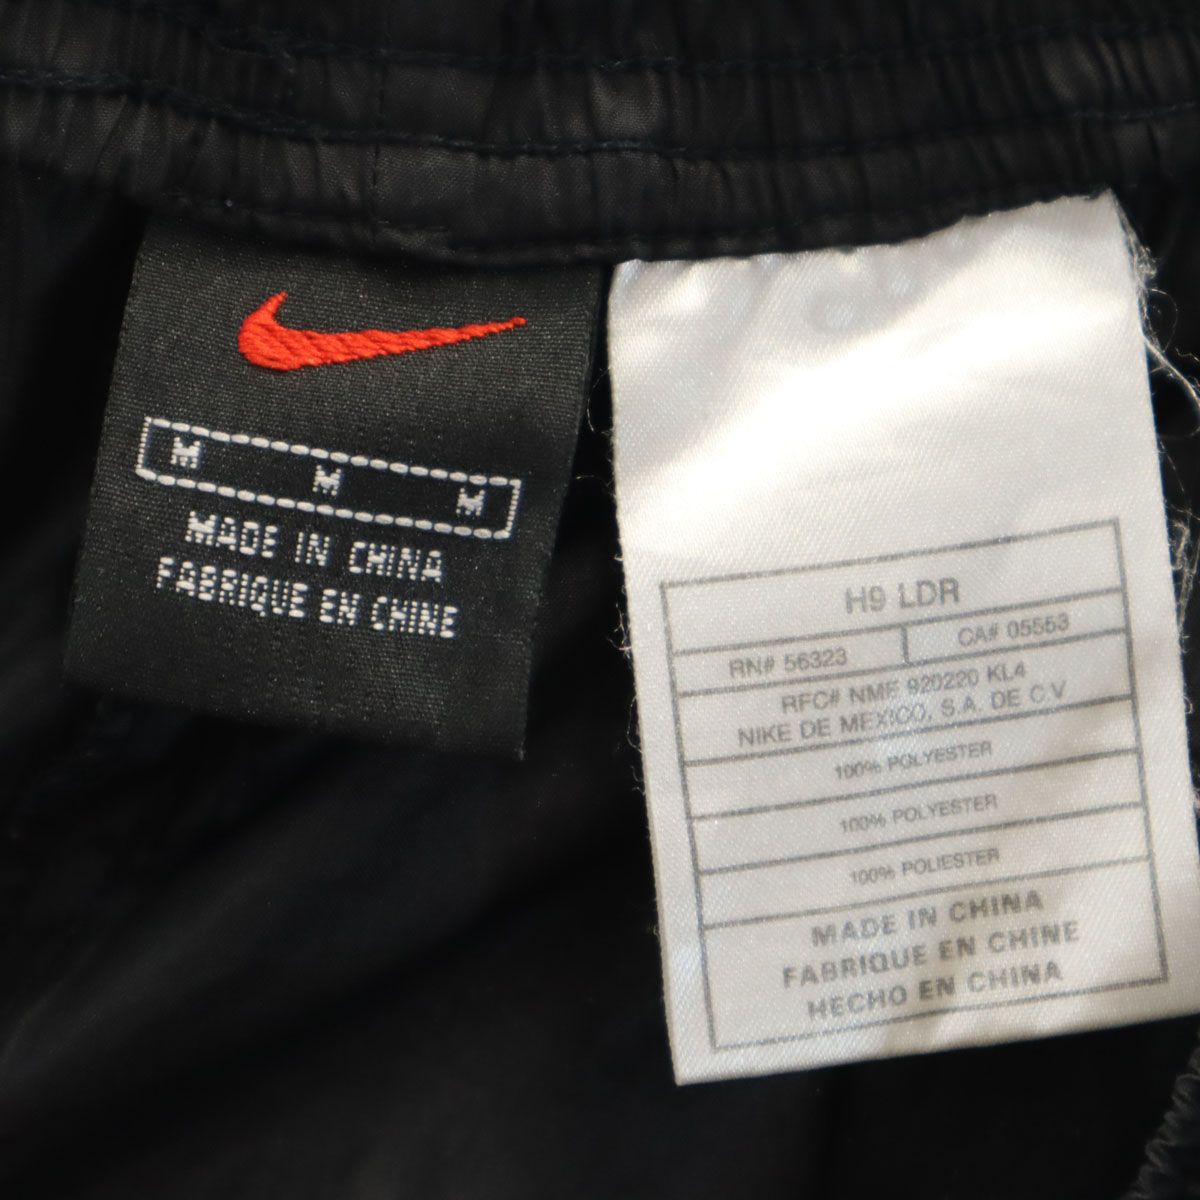 M M M
MADE IN CHINA
FABRIQUE EN CHINE
H9 LDR
RN# 56323 CA# 05553
RFC# NME 920220 KL4
NIKE DE MEXICO, S.A. DE C.V
100% POLYESTER
100% POLYESTER
100% POLIESTER
MADE IN CHINA
FABRIQUE EN CHINE
HECHO EN CHINA